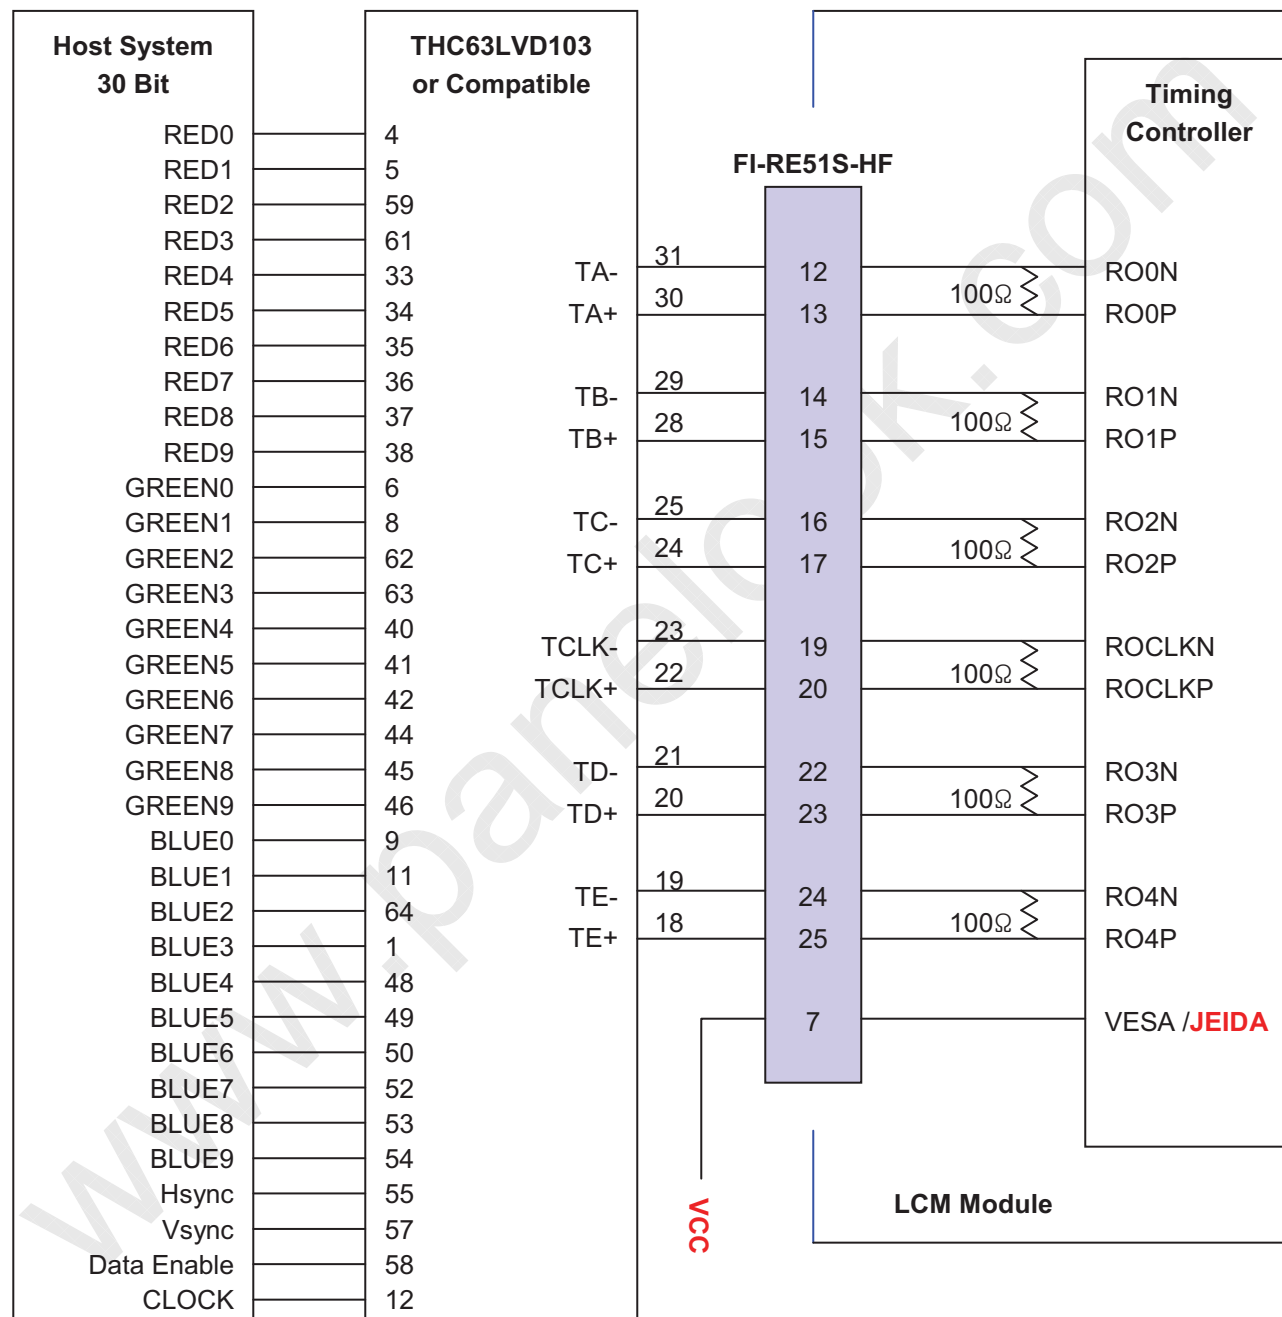 Host System
30 Bit
RED0 4
RED1 5
RED2 59
RED3 61
RED4 33
RED5 34
RED6 35
RED7 36
RED8 37
RED9 38
GREEN0 6
GREEN1 8
GREEN2 62
GREEN3 63
GREEN4 40
GREEN5 41
GREEN6 42
GREEN7 44
GREEN8 45
GREEN9 46
BLUE0 9
BLUE1 11
BLUE2 64
BLUE3 1
BLUE4 48
BLUE5 49
BLUE6 50
BLUE7 52
BLUE8 53
BLUE9 54
Hsync 55
Vsync 57
Data Enable 58
CLOCK 12
THC63LVD103
or Compatible
TA- 31
TA+ 30
TB- 29
TB+ 28
TC- 25
TC+ 24
TCLK- 23
TCLK+ 22
TD- 21
TD+ 20
TE- 19
TE+ 18
FI-RE51S-HF
12
13
14
15
16
17
19
20
22
23
24
25
7
VCC
100Ω
100Ω
100Ω
100Ω
100Ω
100Ω
Timing
Controller
RO0N
RO0P
RO1N
RO1P
RO2N
RO2P
ROCLKN
ROCLKP
RO3N
RO3P
RO4N
RO4P
VESA /JEIDA
LCM Module
www.panelook.com